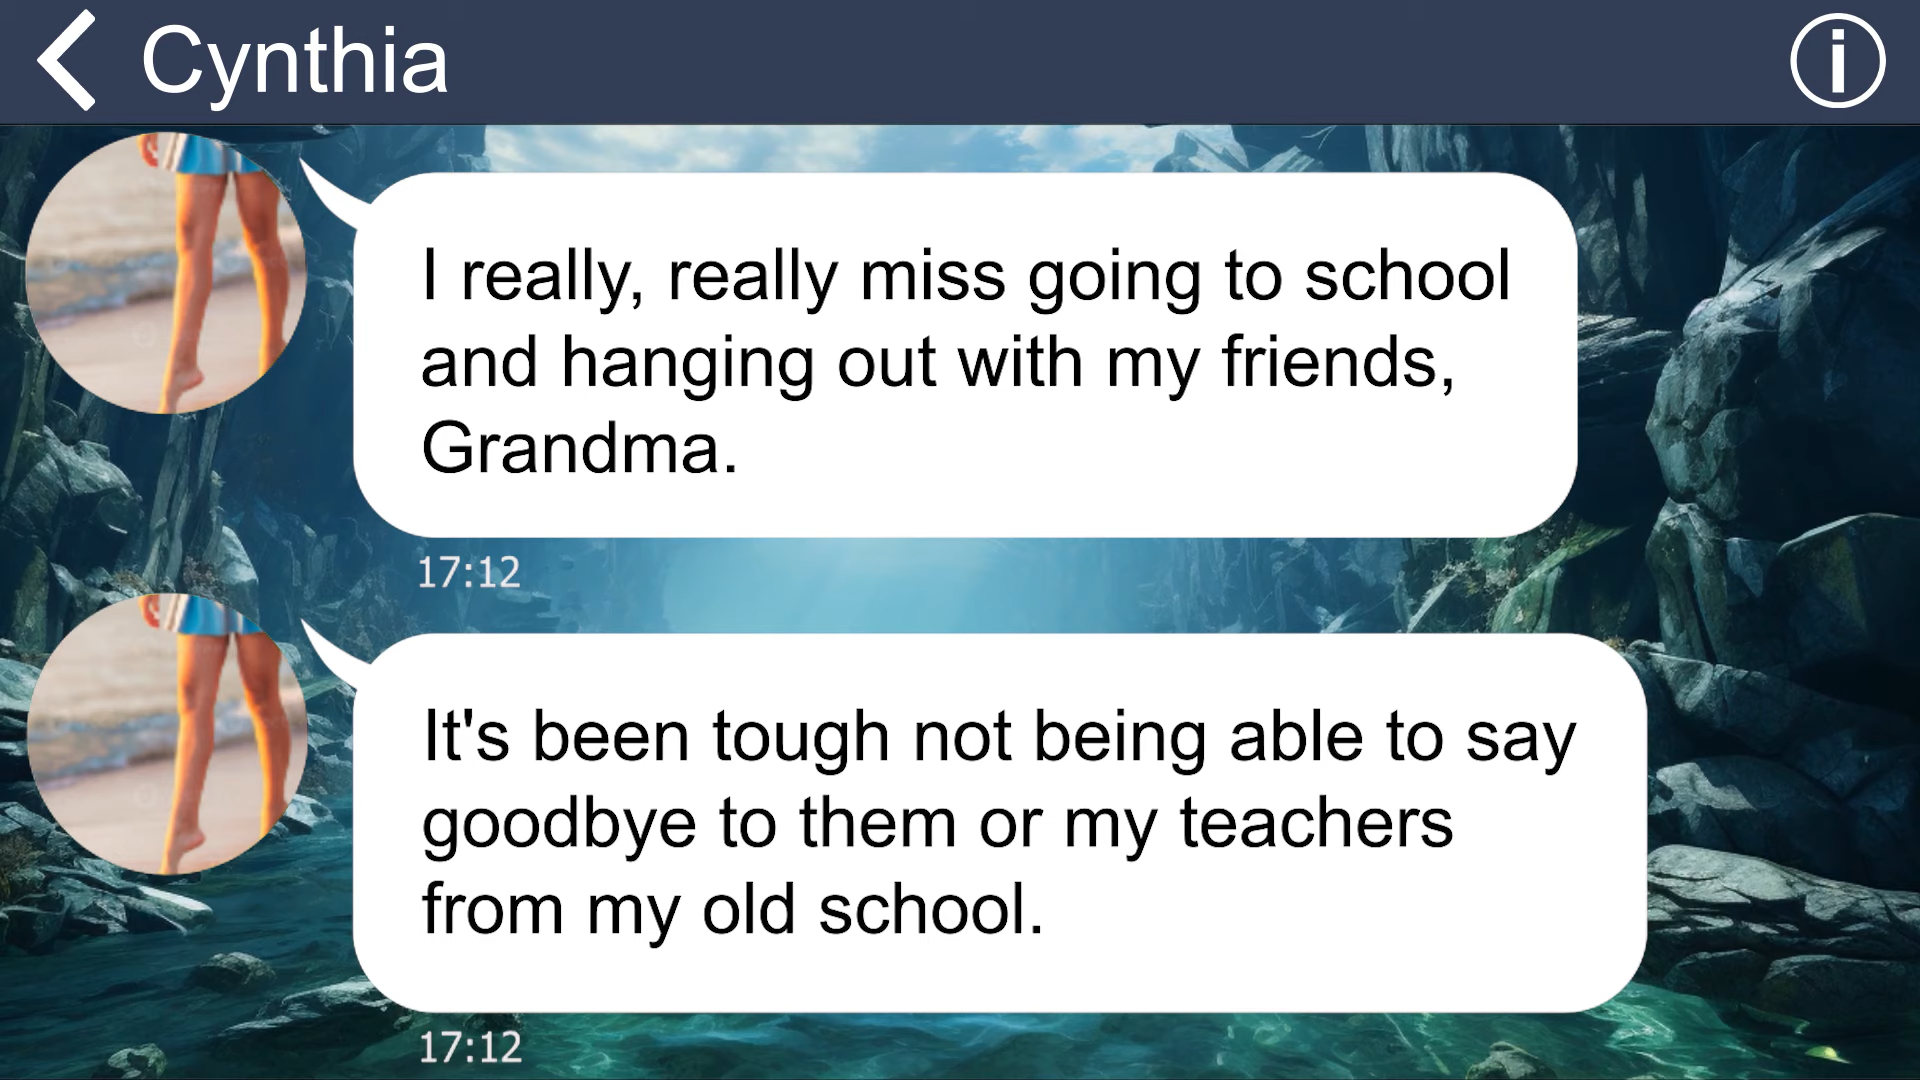 Cynthia
I really, really miss going to school
and hanging out with my friends,
Grandma.
17:12
It's been tough not being able to say
goodbye to them or my teachers
from my old school.
17:12